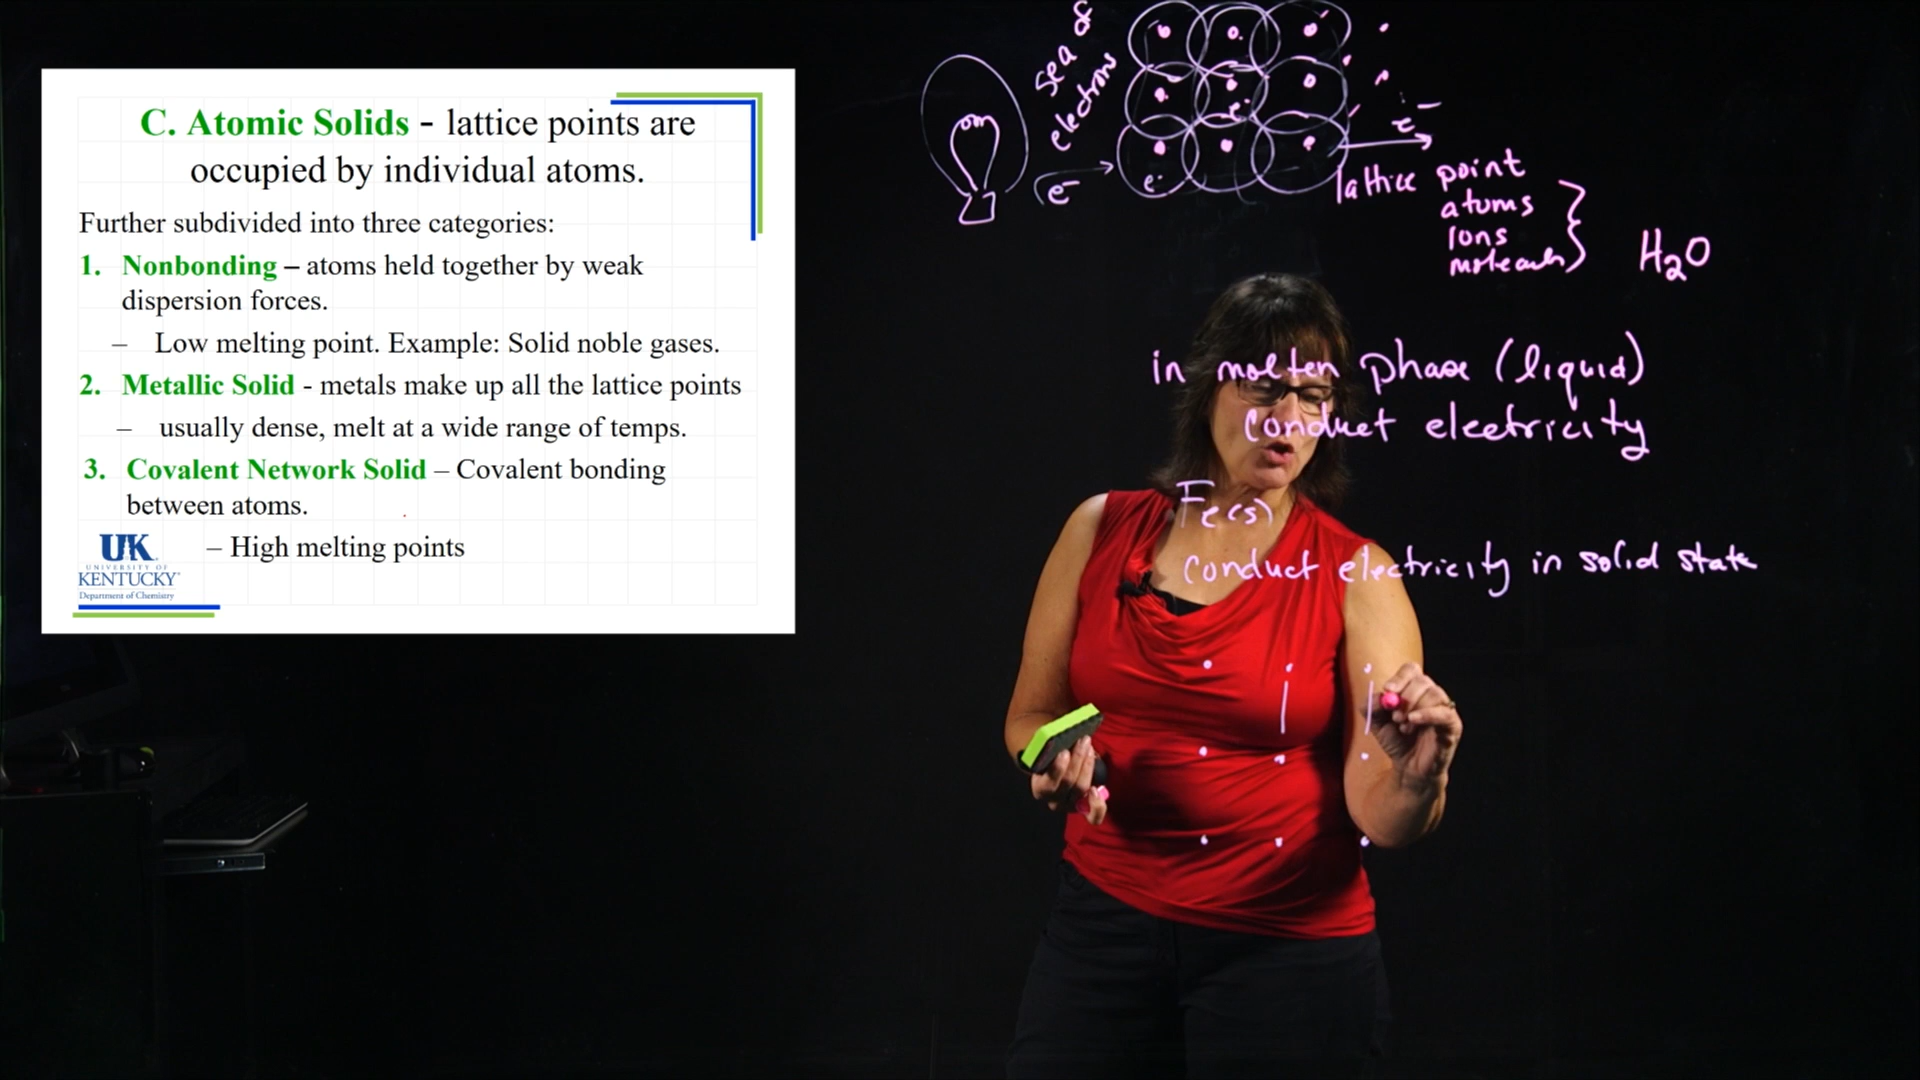 C. Atomic Solids - lattice points are
occupied by individual atoms.
Further subdivided into three categories:
1. Nonbonding – atoms held together by weak
dispersion forces.
– Low melting point. Example: Solid noble gases.
2. Metallic Solid - metals make up all the lattice points
– usually dense, melt at a wide range of temps.
3. Covalent Network Solid – Covalent bonding
between atoms.
– High melting points
UK
UNIVERSITY OF
KENTUCKY
Department of Chemistry
sea of
electrons
e-
e-
e-
e-
lattice point
atoms
Ions
molecules
H2O
in molten phase (liquid)
conduct electricity
Fe(s)
conduct electricity in solid state